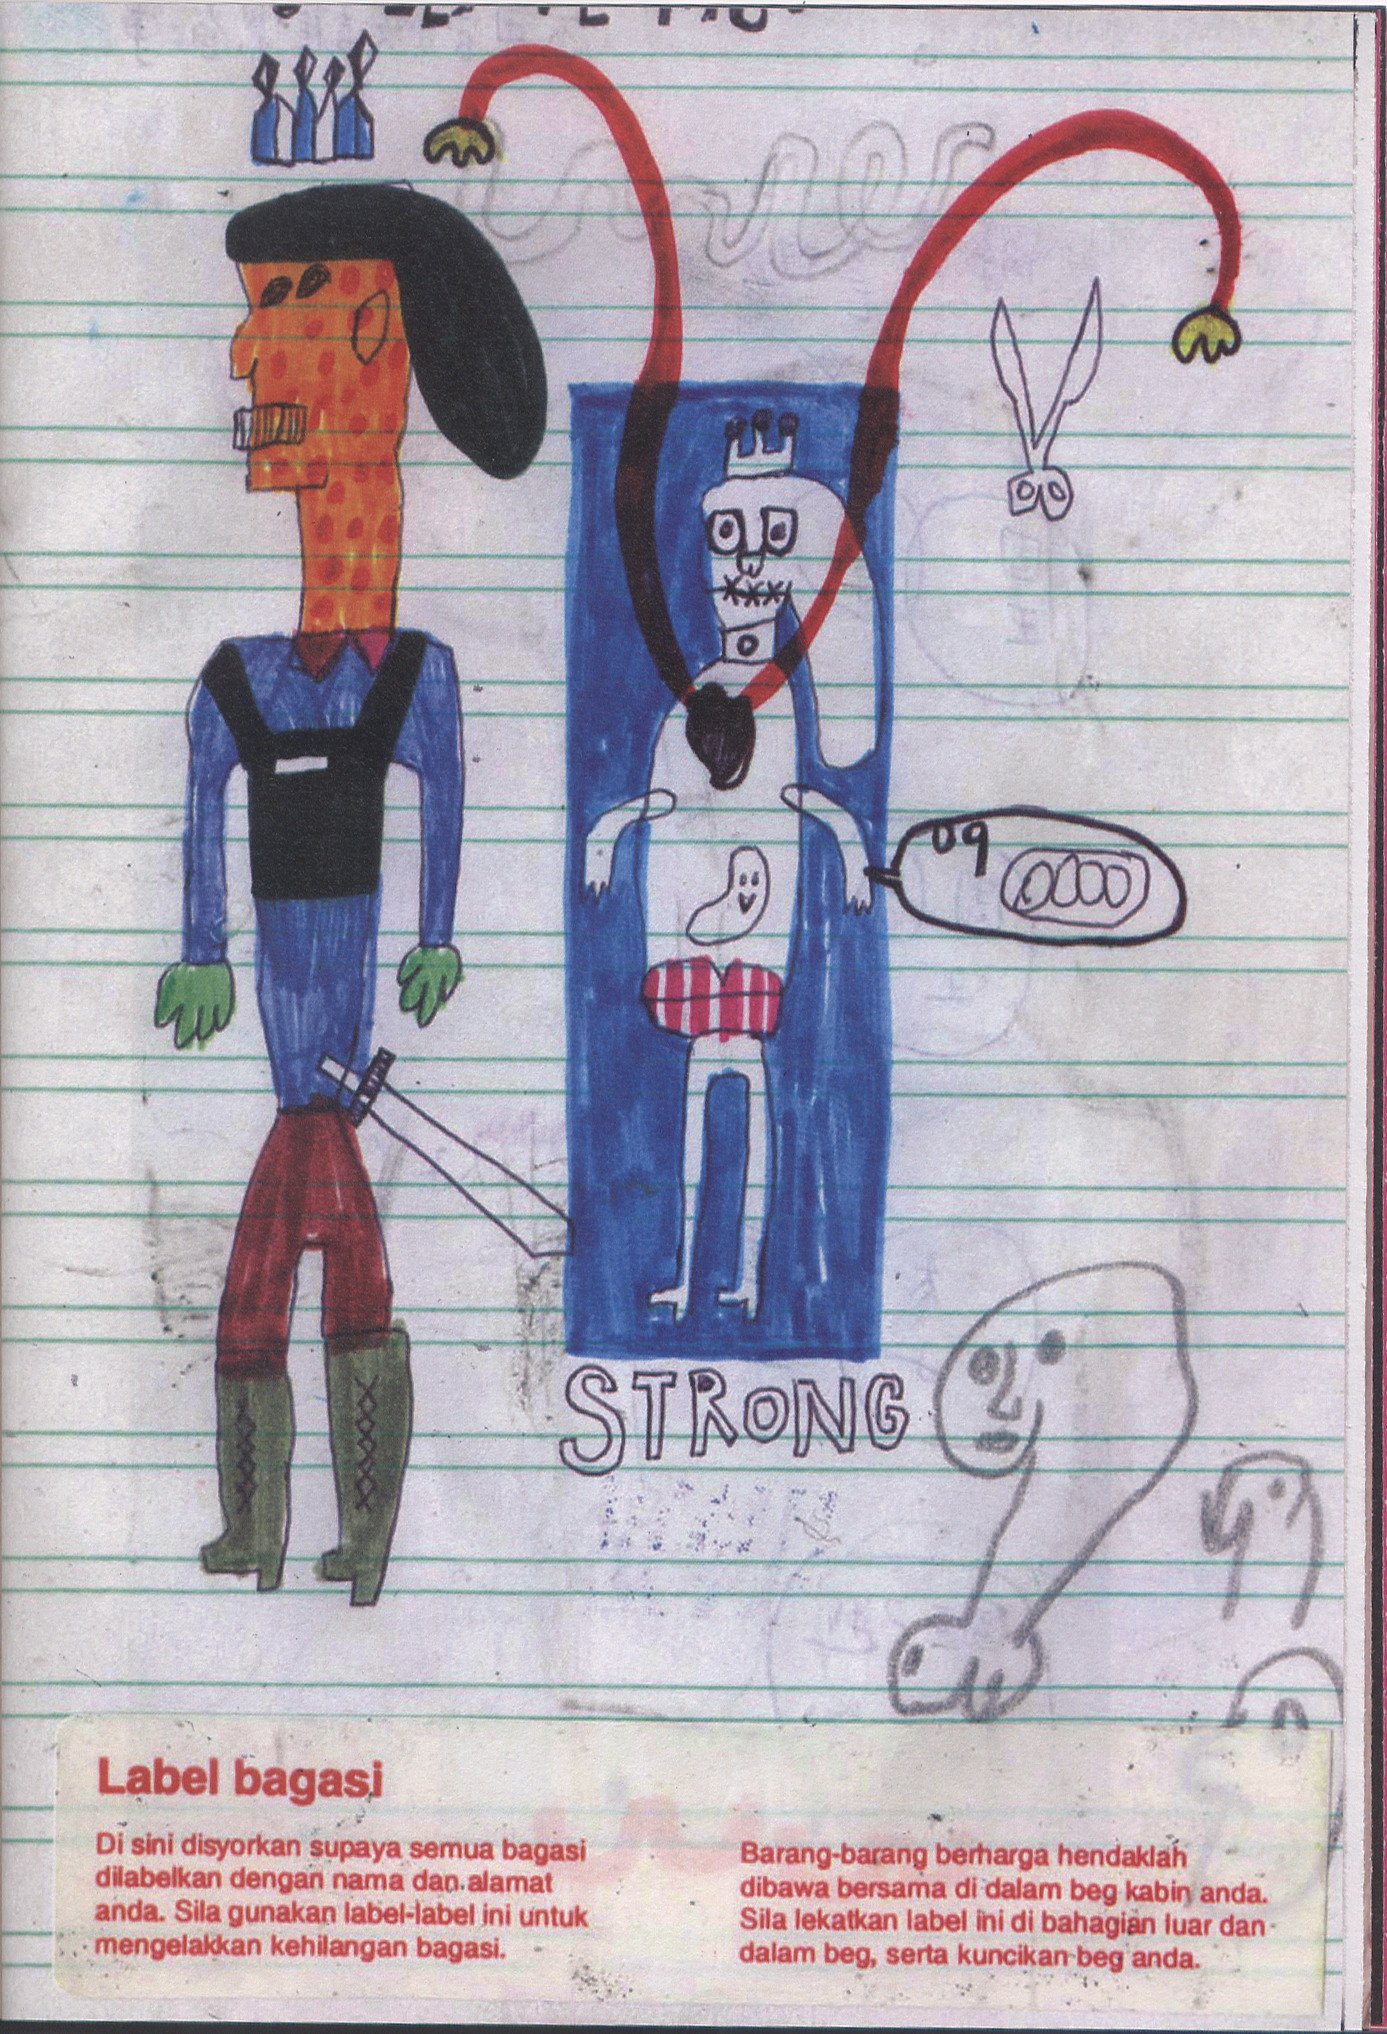 09
STRONG
Label bagasi
Di sini disyorkan supaya semua bagasi
dilabelkan dengan nama dan alamat
anda. Sila gunakan label-label ini untuk
mengelakkan kehilangan bagasi.
Barang-barang berharga hendaklah
dibawa bersama di dalam beg kabin anda.
Sila lekatkan label ini di bahagian luar dan
dalam beg, serta kuncikan beg anda.